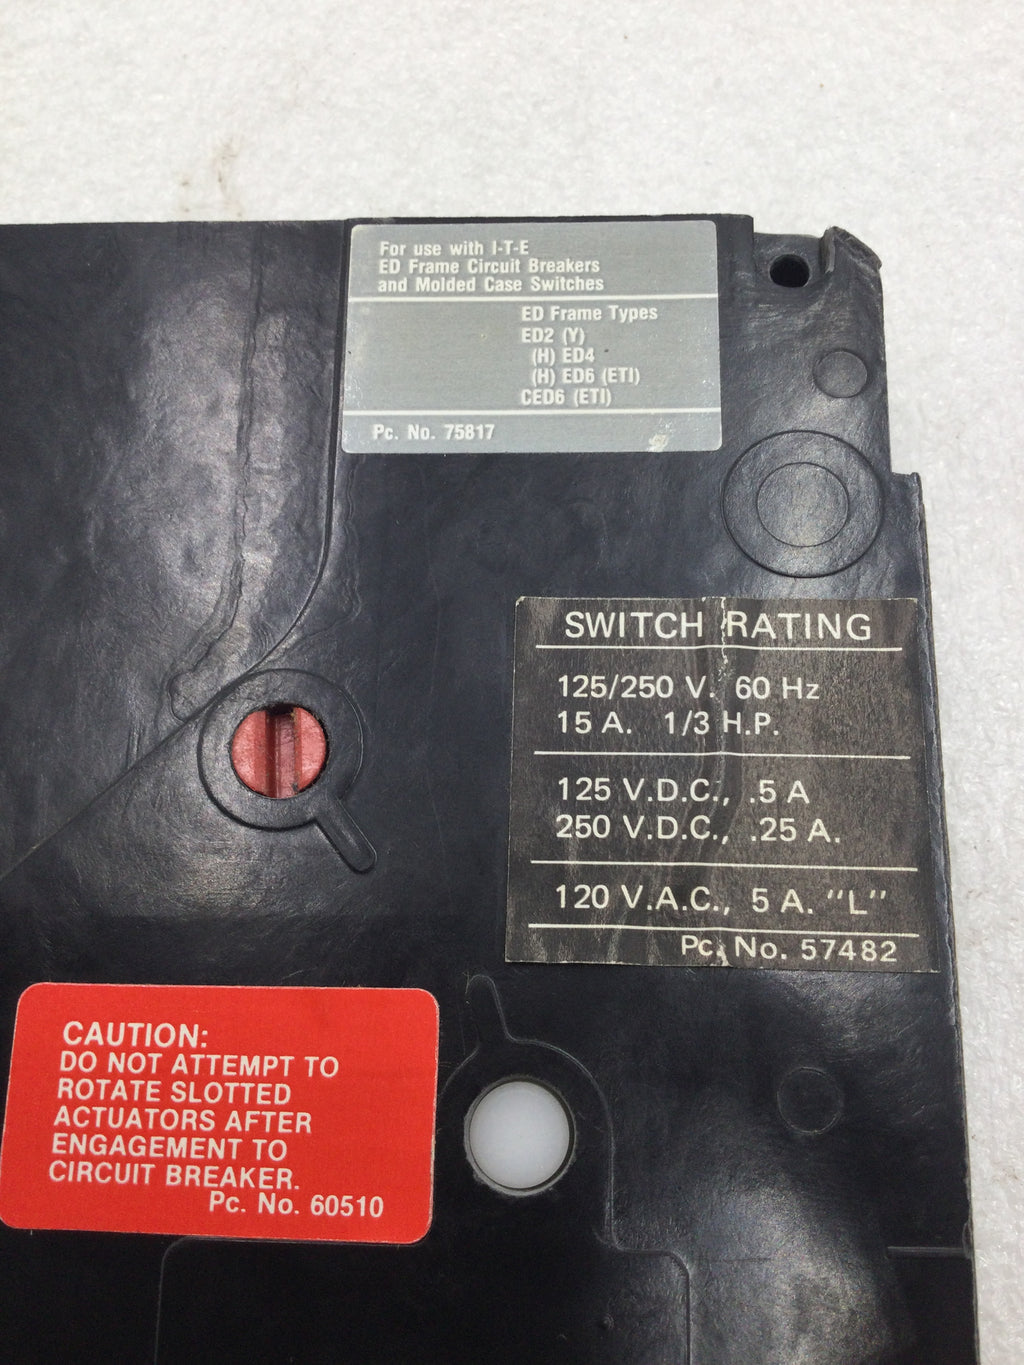 For use with I-T-E
ED Frame Circuit Breakers
and Molded Case Switches
ED Frame Types
ED2 (Y)
(H) ED4
(H) ED6 (ETI)
CED6 (ETI)
Pc. No. 75817
SWITCH RATING
125/250 V. 60 Hz
15 A. 1/3 H.P.
125 V.D.C., .5 A
250 V.D.C., .25 A.
120 V.A.C., 5 A. "L"
Pc. No. 57482
CAUTION:
DO NOT ATTEMPT TO
ROTATE SLOTTED
ACTUATORS AFTER
ENGAGEMENT TO
CIRCUIT BREAKER.
Pc. No. 60510